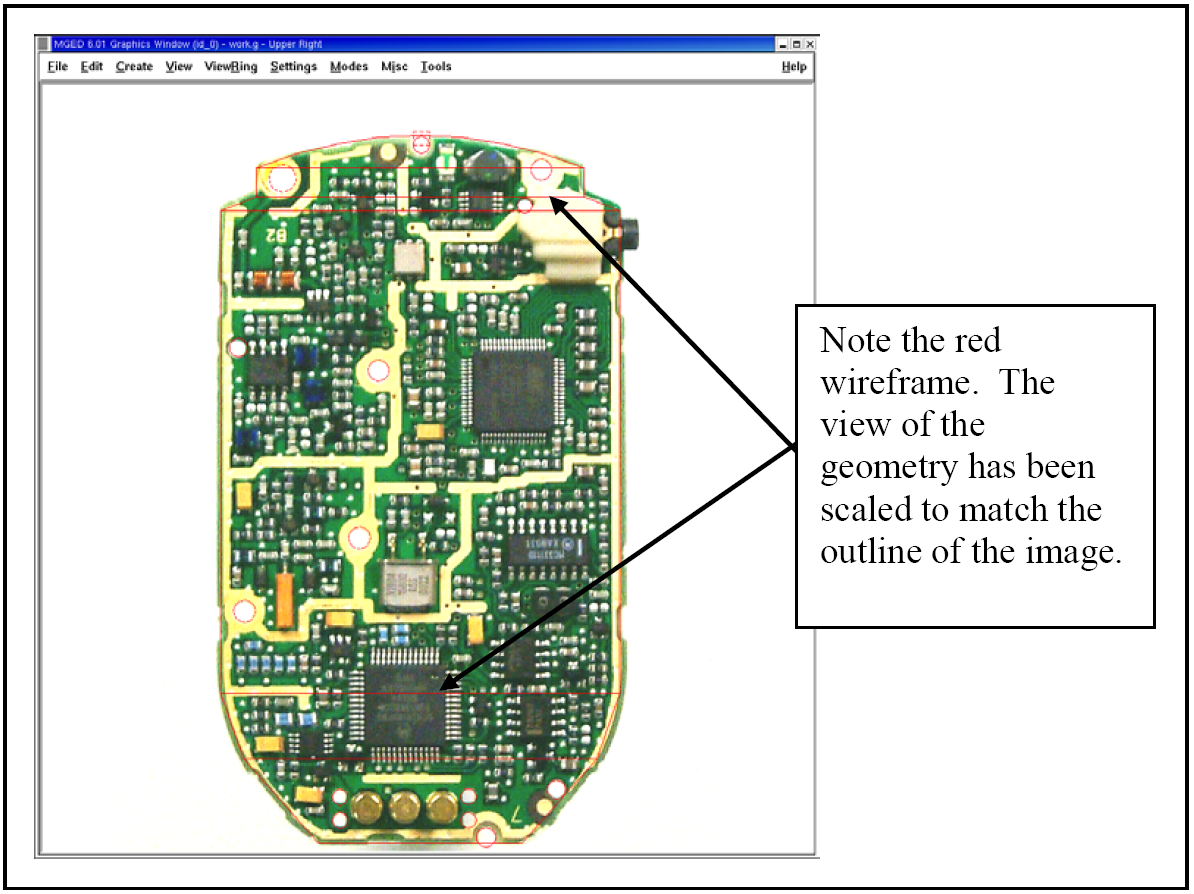 MGED 6.01 Graphics Window (id_0) - work.g - Upper Right
File Edit Create View ViewRing Settings Modes Misc Tools Help
B2
Note the red
wireframe. The
view of the
geometry has been
scaled to match the
outline of the image.
7